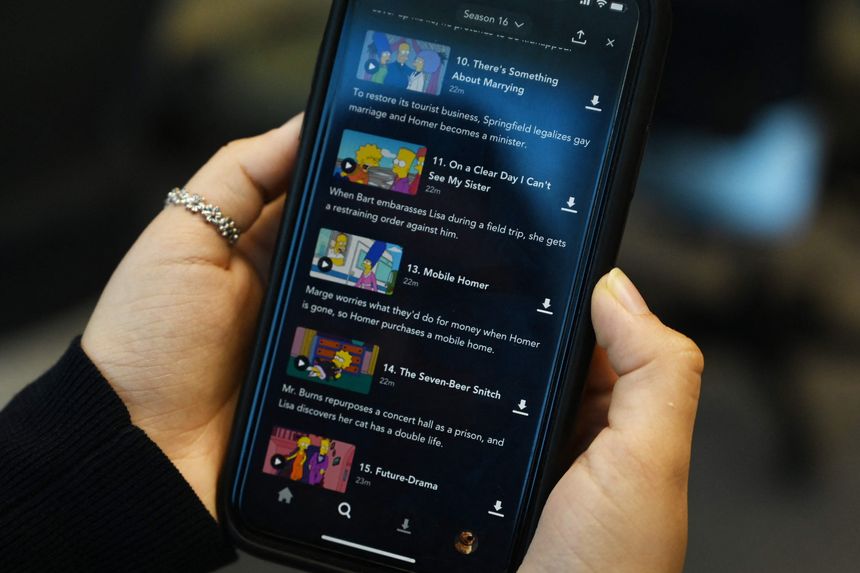 Season 16
10. There's Something
About Marrying
22m
To restore its tourist business, Springfield legalizes gay
marriage and Homer becomes a minister.
11. On a Clear Day I Can't
See My Sister
22m
When Bart embarasses Lisa during a field trip, she gets
a restraining order against him.
13. Mobile Homer
22m
Marge worries what they'd do for money when Homer
is gone, so Homer purchases a mobile home.
14. The Seven-Beer Snitch
22m
Mr. Burns repurposes a concert hall as a prison, and
Lisa discovers her cat has a double life.
15. Future-Drama
23m